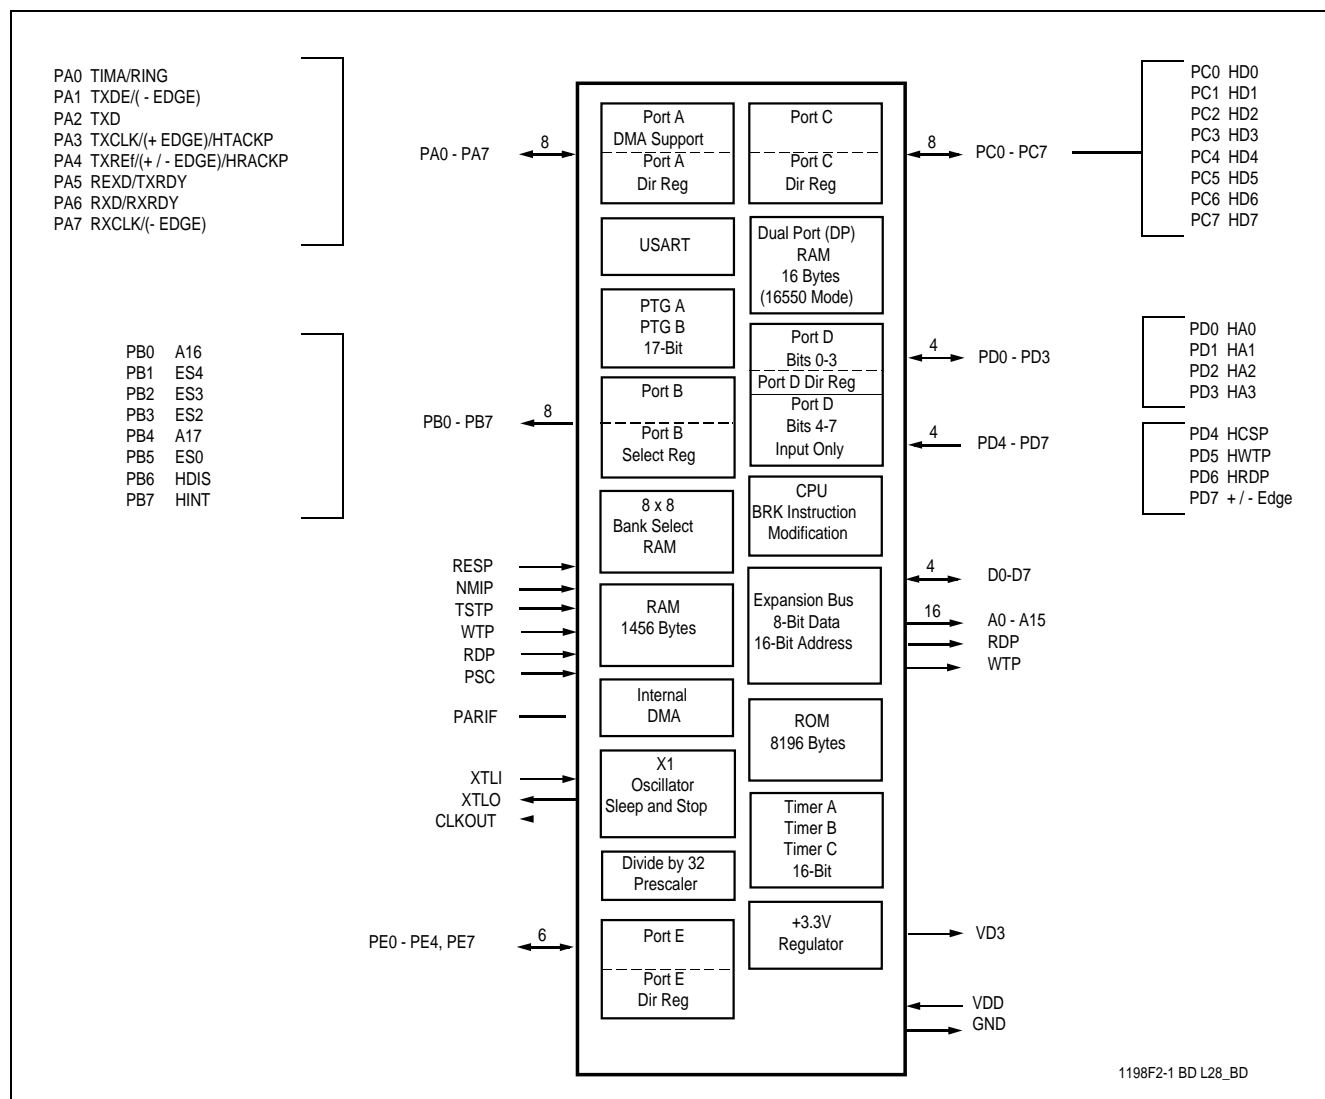 PA0 TIMA/RING
PA1 TXDE/( - EDGE)
PA2 TXD
PA3 TXCLK/(+ EDGE)/HTACKP
PA4 TXREf/(+ / - EDGE)/HRACKP
PA5 REXD/TXRDY
PA6 RXD/RXRDY
PA7 RXCLK/(- EDGE)
PB0 A16
PB1 ES4
PB2 ES3
PB3 ES2
PB4 A17
PB5 ES0
PB6 HDIS
PB7 HINT
PA0 - PA7
8
PB0 - PB7
8
RESP
NMIP
TSTP
WTP
RDP
PSC
PARIF
XTLI
XTLO
CLKOUT
PE0 - PE4, PE7
6
Port A
DMA Support
Port A
Dir Reg
USART
PTG A
PTG B
17-Bit
Port B
Port B
Select Reg
8 x 8
Bank Select
RAM
RAM
1456 Bytes
Internal
DMA
X1
Oscillator
Sleep and Stop
Divide by 32
Prescaler
Port E
Port E
Dir Reg
Port C
Port C
Dir Reg
Dual Port (DP)
RAM
16 Bytes
(16550 Mode)
Port D
Bits 0-3
Port D Dir Reg
Port D
Bits 4-7
Input Only
CPU
BRK Instruction
Modification
Expansion Bus
8-Bit Data
16-Bit Address
ROM
8196 Bytes
Timer A
Timer B
Timer C
16-Bit
+3.3V
Regulator
8
PC0 - PC7
4
PD0 - PD3
4
PD4 - PD7
4
D0-D7
16
A0 - A15
RDP
WTP
VD3
VDD
GND
PC0 HD0
PC1 HD1
PC2 HD2
PC3 HD3
PC4 HD4
PC5 HD5
PC6 HD6
PC7 HD7
PD0 HA0
PD1 HA1
PD2 HA2
PD3 HA3
PD4 HCSP
PD5 HWTP
PD6 HRDP
PD7 + / - Edge
1198F2-1 BD L28_BD